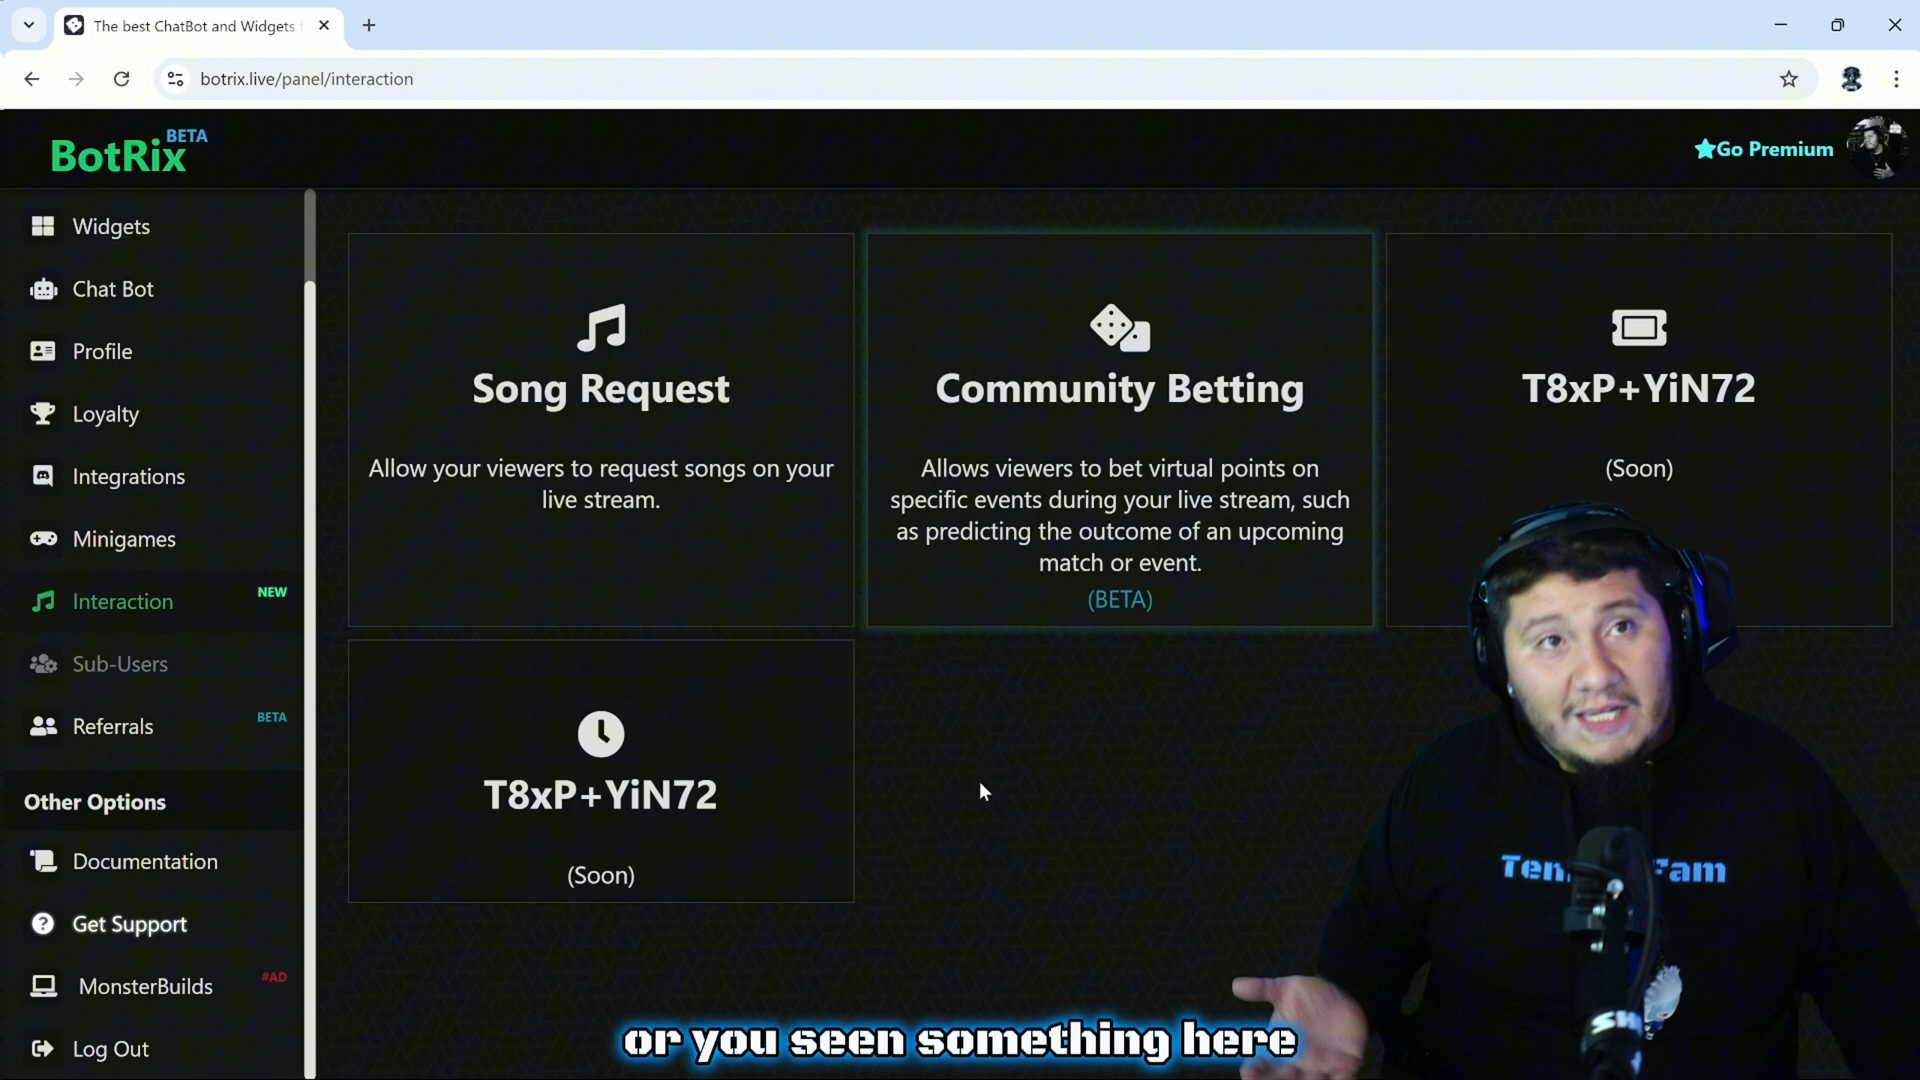 The best ChatBot and Widgets
botrix.live/panel/interaction
BotRix BETA
Go Premium
Widgets
Chat Bot
Profile
Loyalty
Integrations
Minigames
Interaction NEW
Sub-Users
Referrals BETA
Other Options
Documentation
Get Support
MonsterBuilds #AD
Log Out
Song Request
Allow your viewers to request songs on your
live stream.
Community Betting
Allows viewers to bet virtual points on
specific events during your live stream, such
as predicting the outcome of an upcoming
match or event.
(BETA)
T8xP+YiN72
(Soon)
T8xP+YiN72
(Soon)
or you seen something here